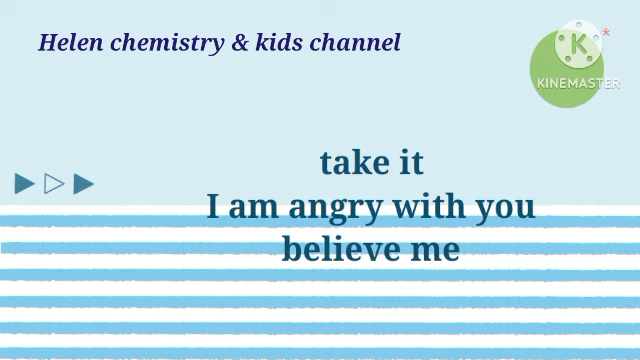 Helen chemistry & kids channel
K
KINEMASTER
take it
I am angry with you
believe me